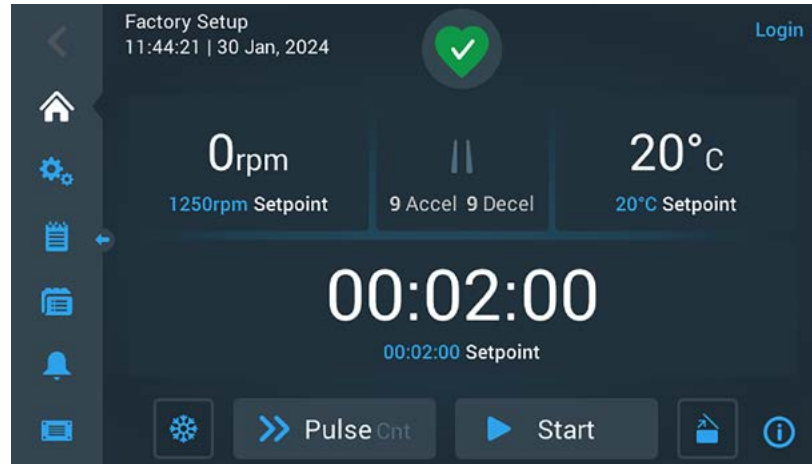 Factory Setup
11:44:21 | 30 Jan, 2024
Login
0rpm
1250rpm Setpoint
9 Accel 9 Decel
20°C
20°C Setpoint
00:02:00
00:02:00 Setpoint
Pulse Cnt
Start